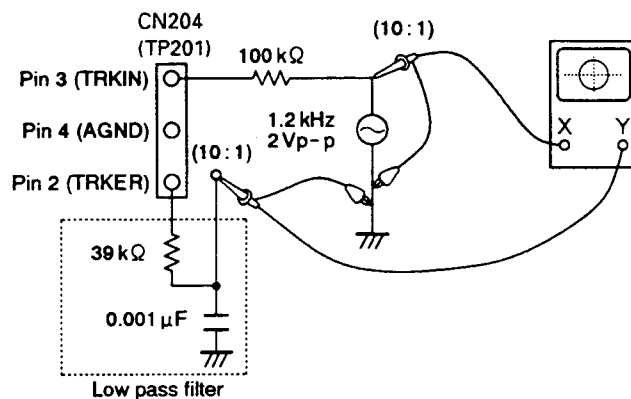 CN204
(TP201)
Pin 3 (TRKIN)
100 kΩ
(10 : 1)
Pin 4 (AGND)
1.2 kHz
2 Vp-p
X
Y
(10 : 1)
Pin 2 (TRKER)
39 kΩ
0.001 μF
Low pass filter